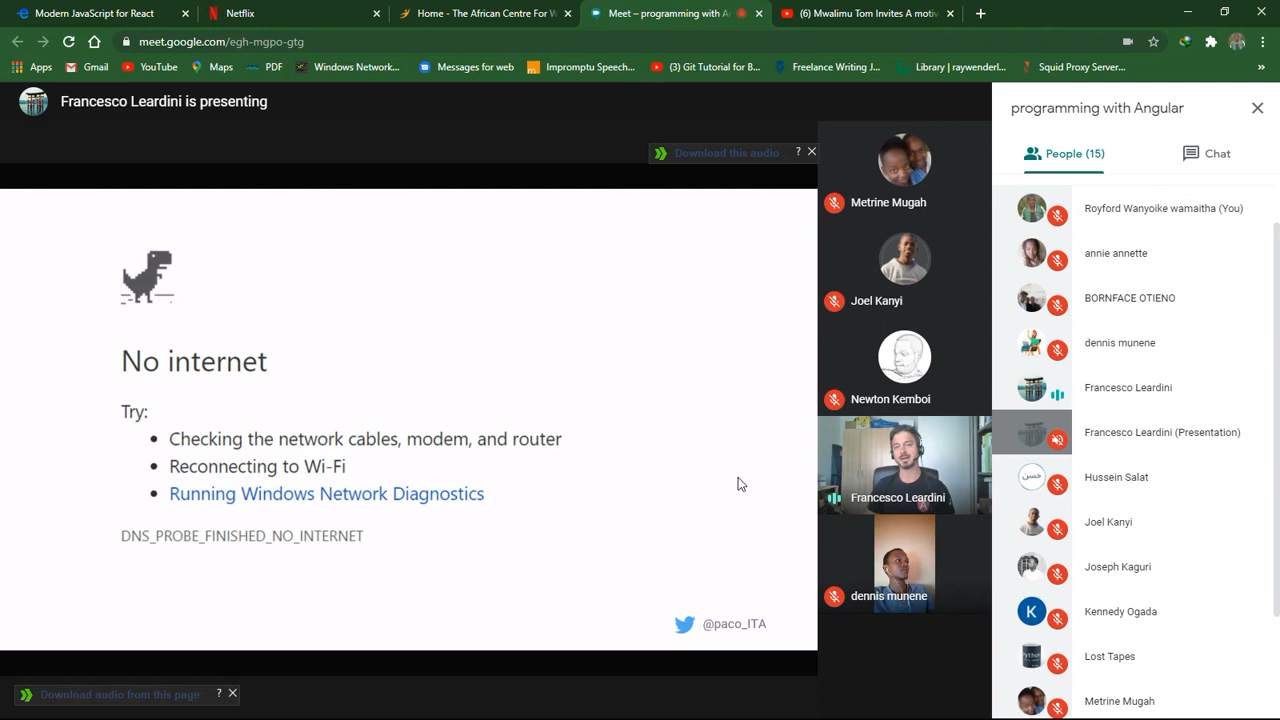 Modern JavaScript for React
Netflix
Home - The African Centre For W
Meet – programming with A
(6) Mwalimu Tom Invites A motiv
meet.google.com/egh-mgpo-gtg
Apps
Gmail
YouTube
Maps
PDF
Windows Network...
Messages for web
Impromptu Speech...
(3) Git Tutorial for B...
Freelance Writing J...
Library | raywenderl...
Squid Proxy Server...
»
Francesco Leardini is presenting
programming with Angular
Download this audio
?
People (15)
Chat
Metrine Mugah
Joel Kanyi
Newton Kemboi
Francesco Leardini
dennis munene
Royford Wanyoike wamaitha (You)
annie annette
BORNFACE OTIENO
dennis munene
Francesco Leardini
Francesco Leardini (Presentation)
حسن
Hussein Salat
Joel Kanyi
Joseph Kaguri
K
Kennedy Ogada
Python
Lost Tapes
Metrine Mugah
No internet
Try:
• Checking the network cables, modem, and router
• Reconnecting to Wi-Fi
• Running Windows Network Diagnostics
DNS_PROBE_FINISHED_NO_INTERNET
@paco_ITA
Download audio from this page
?